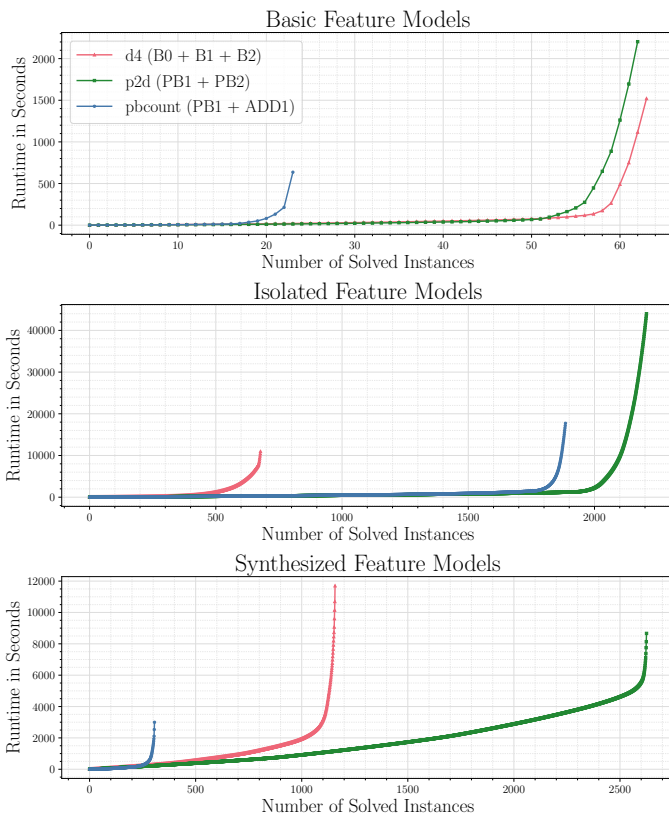 Basic Feature Models
2000
1500
1000
500
0
Runtime in Seconds
d4 (B0 + B1 + B2)
p2d (PB1 + PB2)
pbcount (PB1 + ADD1)
0 10 20 30 40 50 60
Number of Solved Instances
Isolated Feature Models
40000
30000
20000
10000
0
Runtime in Seconds
0 500 1000 1500 2000
Number of Solved Instances
Synthesized Feature Models
12000
10000
8000
6000
4000
2000
0
Runtime in Seconds
0 500 1000 1500 2000 2500
Number of Solved Instances